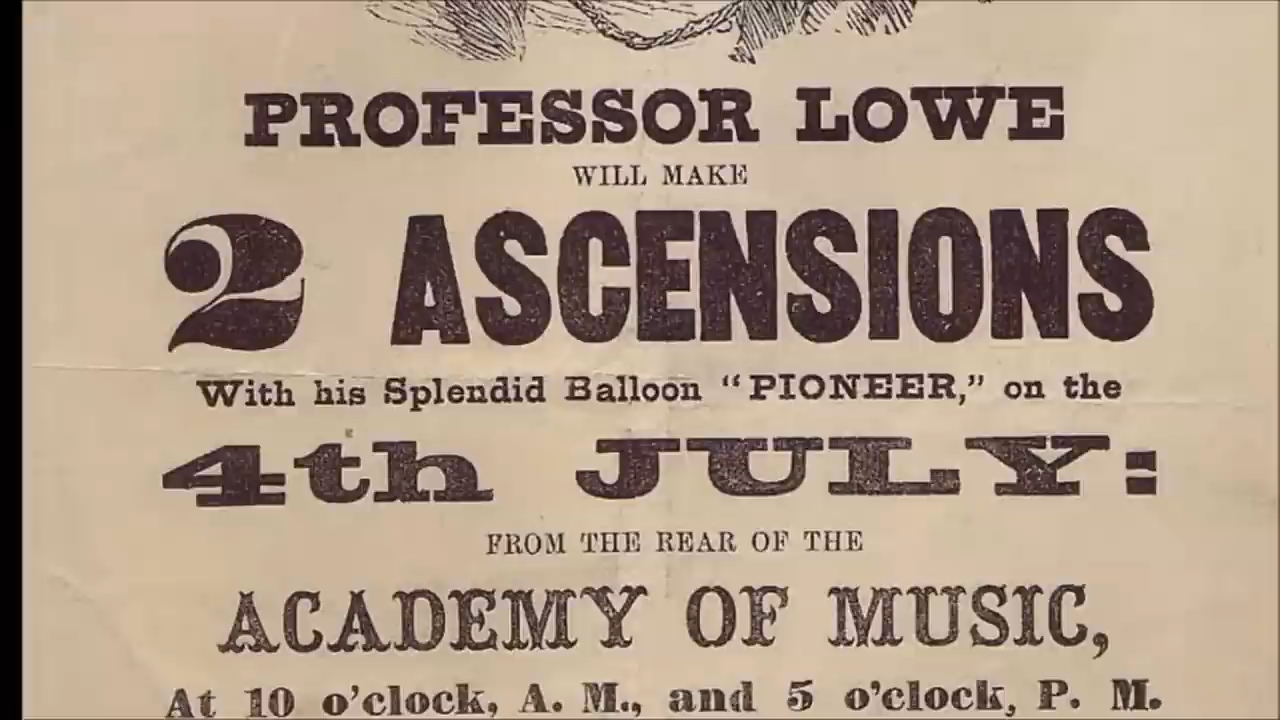 PROFESSOR LOWE
WILL MAKE
2 ASCENSIONS
With his Splendid Balloon "PIONEER," on the
4th JULY:
FROM THE REAR OF THE
ACADEMY OF MUSIC,
At 10 o'clock, A. M., and 5 o'clock, P. M.